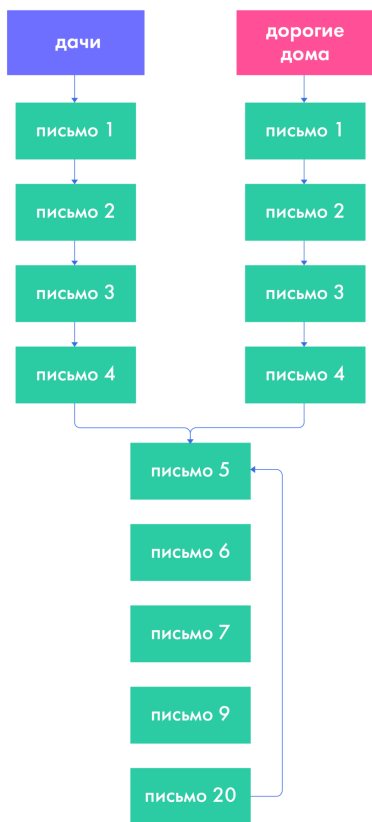 дачи
дорогие
дома
письмо 1
письмо 1
письмо 2
письмо 2
письмо 3
письмо 3
письмо 4
письмо 4
письмо 5
письмо 6
письмо 7
письмо 9
письмо 20